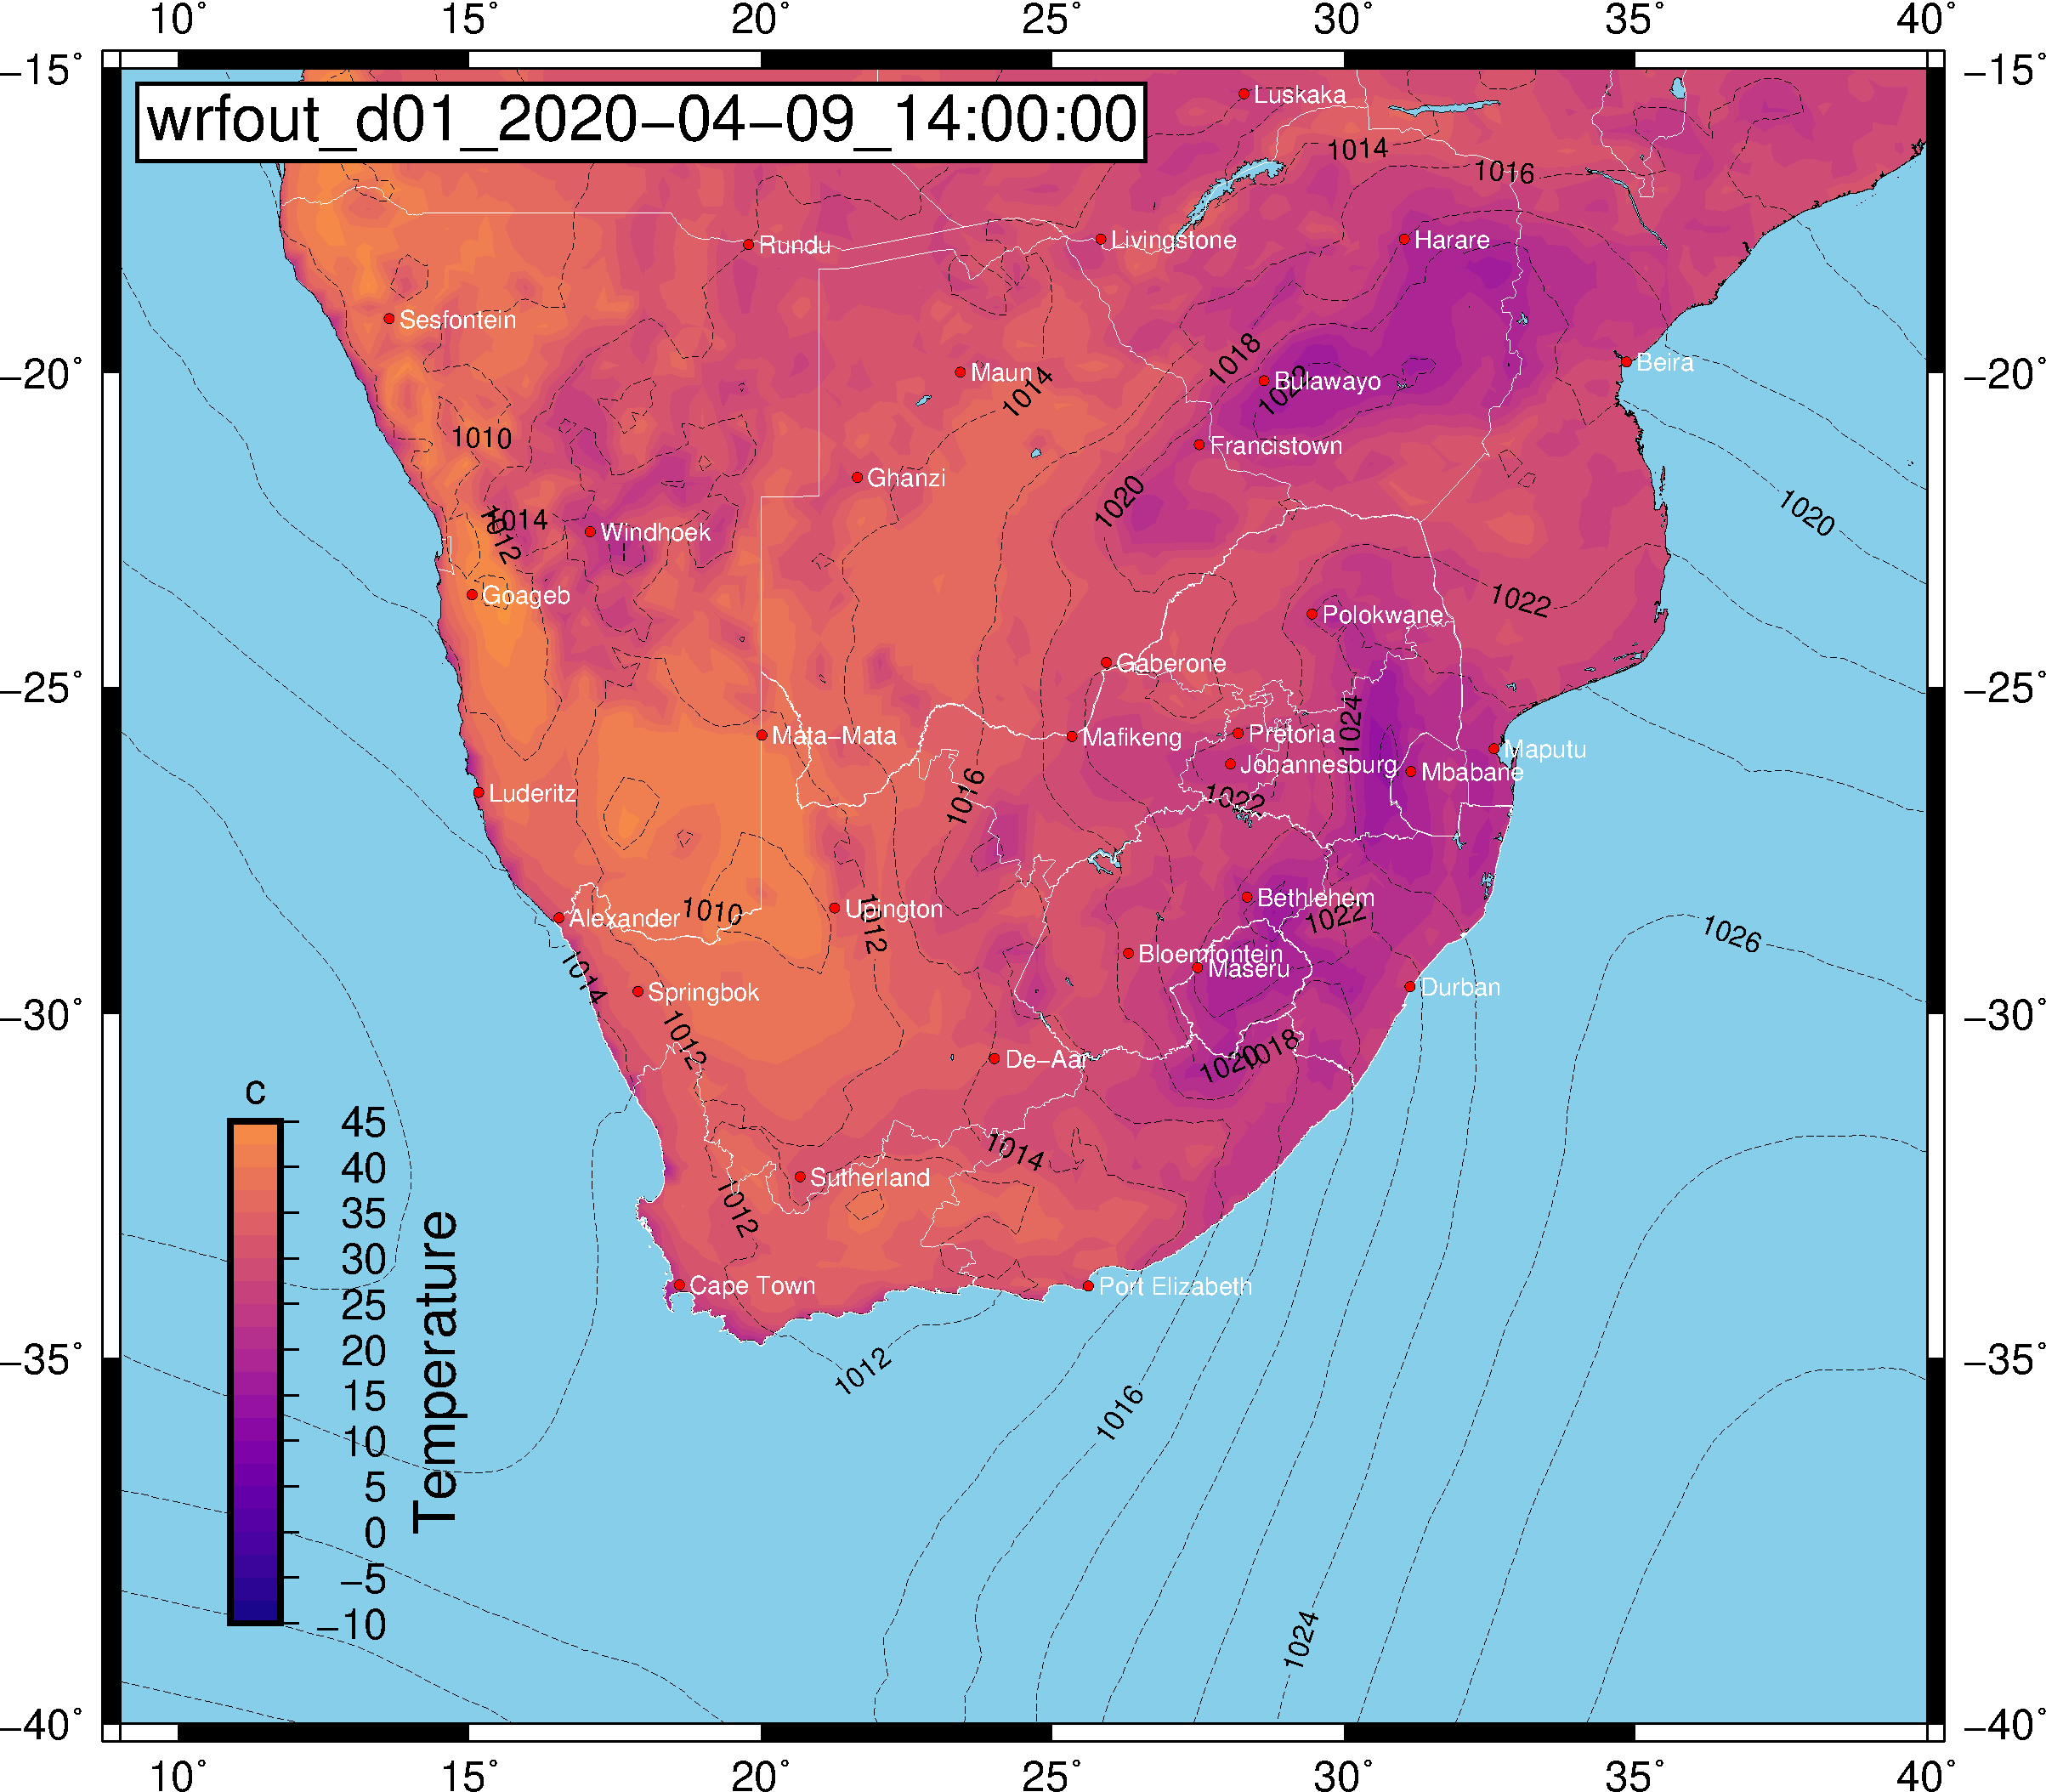 10° 15° 20° 25° 30° 35° 40°
−15° −15°
wrfout_d01_2020−04−09_14:00:00
Luskaka
1014
1016
Rundu
Livingstone
Harare
Sesfontein
1018
Beira
−20° −20°
Maun
1014
Bulawayo
1022
1010
Francistown
Ghanzi
1020
1020
1014
1012
Windhoek
Goageb
1022
Polokwane
Gaberone
−25° −25°
1024
Mata−Mata
Mafikeng
Pretoria
Maputu
Johannesburg
Mbabane
Luderitz
1016
1022
Bethlehem
Alexander
1010
Upington
1012
1022
1026
Bloemfontein
Maseru
1014
Springbok
Durban
−30° −30°
1012
De−Aar
1020
1018
c
45
40
35
30
25
20
15
10
5
0
−5
−10
Temperature
1014
Sutherland
1012
Cape Town
Port Elizabeth
−35° −35°
1012
1016
1024
−40° −40°
10° 15° 20° 25° 30° 35° 40°